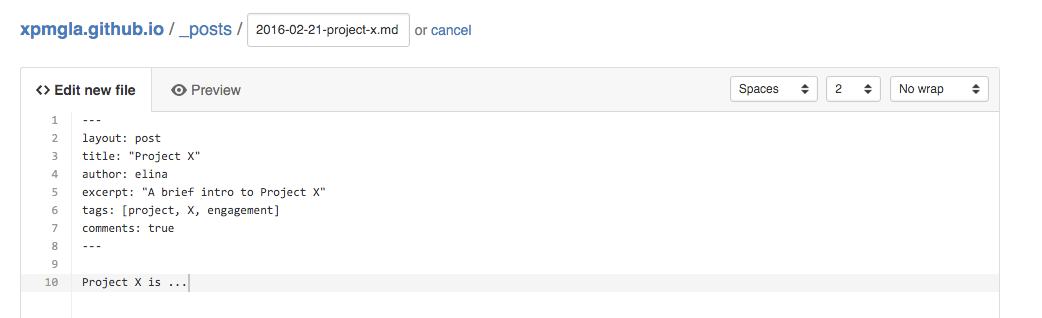 xpmgla.github.io / _posts / 2016-02-21-project-x.md or cancel
<> Edit new file Preview Spaces 2 No wrap
1 ---
2 layout: post
3 title: "Project X"
4 author: elina
5 excerpt: "A brief intro to Project X"
6 tags: [project, X, engagement]
7 comments: true
8 ---
9
10 Project X is ...